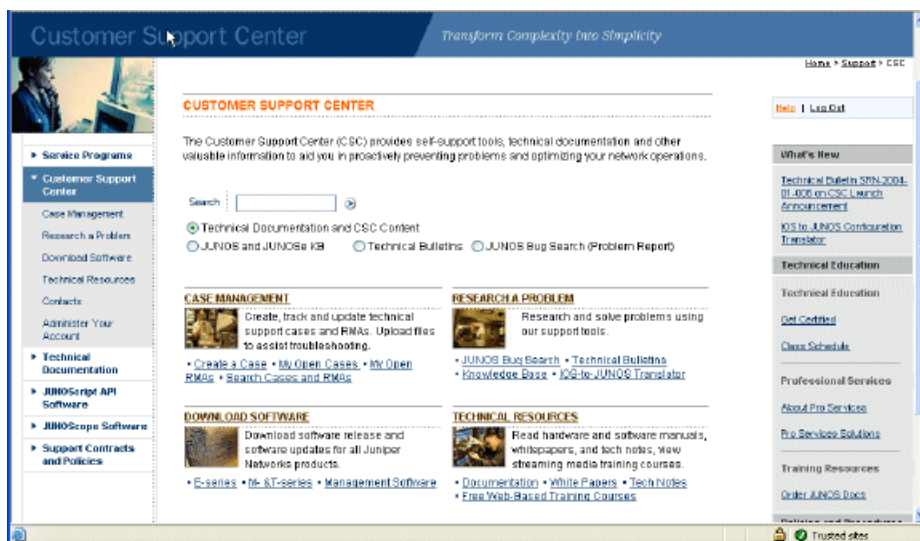 Customer Support Center
Transform Complexity Into Simplicity
Home > Support > CSC
Help | Log Out
Service Programs
Customer Support
Center
Case Management
Research a Problem
Download Software
Technical Resources
Contacts
Administer Your
Account
Technical
Documentation
JUNOScript API
Software
JUNOScope Software
Support Contracts
and Policies
CUSTOMER SUPPORT CENTER
The Customer Support Center (CSC) provides self-support tools, technical documentation and other
valuable information to aid you in proactively preventing problems and optimizing your network operations.
Search
Technical Documentation and CSC Content
JUNOS and JUNOSe KB Technical Bulletins JUNOS Bug Search (Problem Report)
CASE MANAGEMENT
Create, track and update technical
support cases and RMAs. Upload files
to assist troubleshooting.
• Create a Case • My Open Cases • My Open
RMAs • Search Cases and RMAs
RESEARCH A PROBLEM
Research and solve problems using
our support tools.
• JUNOS Bug Search • Technical Bulletins
• Knowledge Base • IOS-to-JUNOS Translator
DOWNLOAD SOFTWARE
Download software release and
software updates for all Juniper
Networks products.
• E-series • M- &T-series • Management Software
TECHNICAL RESOURCES
Read hardware and software manuals,
whitepapers, and tech notes, view
streaming media training courses.
• Documentation • White Papers • Tech Notes
• Free Web-Based Training Courses
What's New
Technical Bulletin SRN-2004-
01-006 on CSC Launch
Announcement
IOS to JUNOS Configuration
Translator
Technical Education
Technical Education
Get Certified
Class Schedule
Professional Services
About Pro Services
Pro Services Solutions
Training Resources
Order JUNOS Docs
Policies and Procedures
Trusted sites